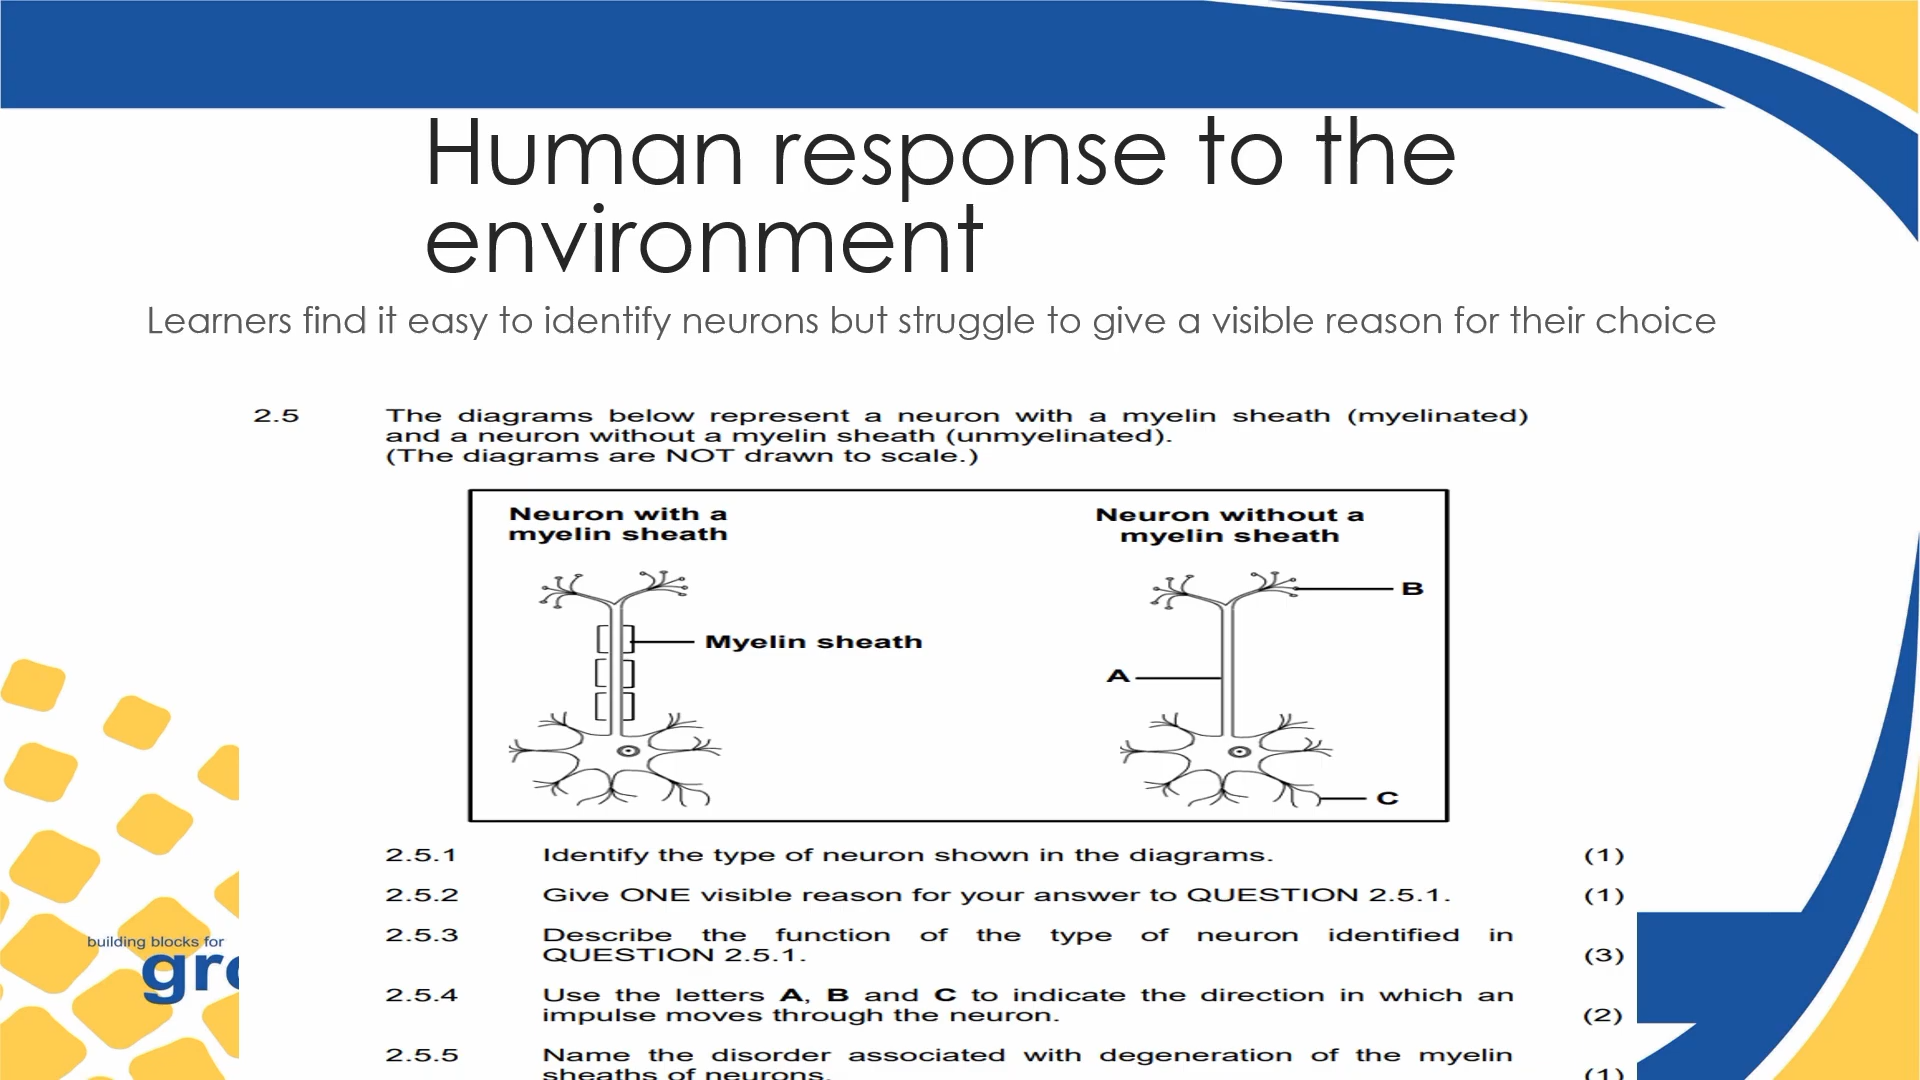 Human response to the
environment
Learners find it easy to identify neurons but struggle to give a visible reason for their choice
2.5 The diagrams below represent a neuron with a myelin sheath (myelinated)
and a neuron without a myelin sheath (unmyelinated).
(The diagrams are NOT drawn to scale.)
Neuron with a
myelin sheath
Neuron without a
myelin sheath
B
Myelin sheath
A
C
2.5.1 Identify the type of neuron shown in the diagrams. (1)
2.5.2 Give ONE visible reason for your answer to QUESTION 2.5.1. (1)
2.5.3 Describe the function of the type of neuron identified in
QUESTION 2.5.1. (3)
2.5.4 Use the letters A, B and C to indicate the direction in which an
impulse moves through the neuron. (2)
2.5.5 Name the disorder associated with degeneration of the myelin
sheaths of neurons. (1)
building blocks for